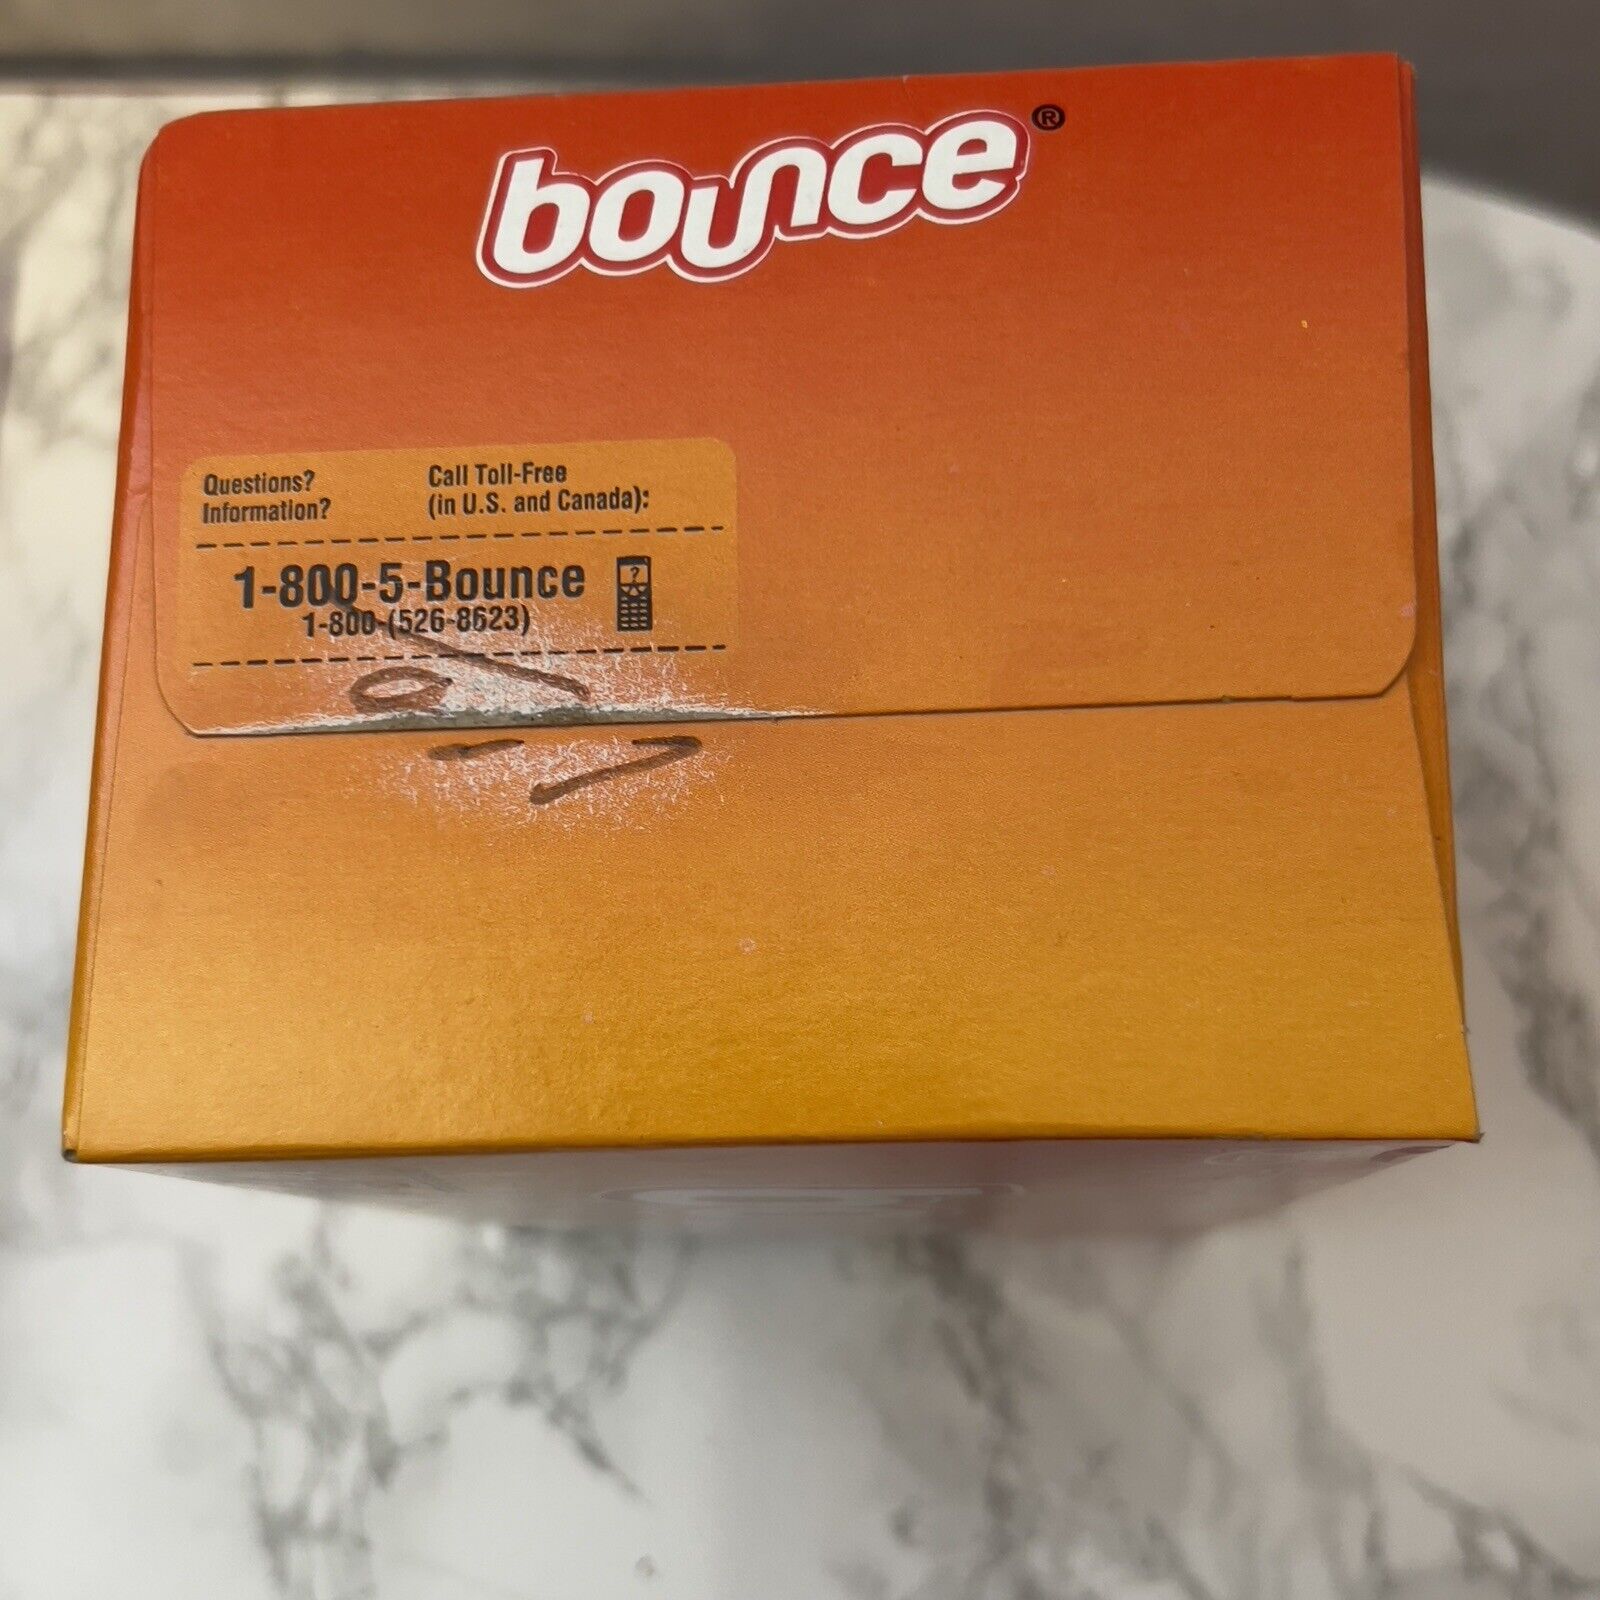 bounce®
Questions?
Information?
Call Toll-Free
(in U.S. and Canada):
1-800-5-Bounce
?
1-800-(526-8623)